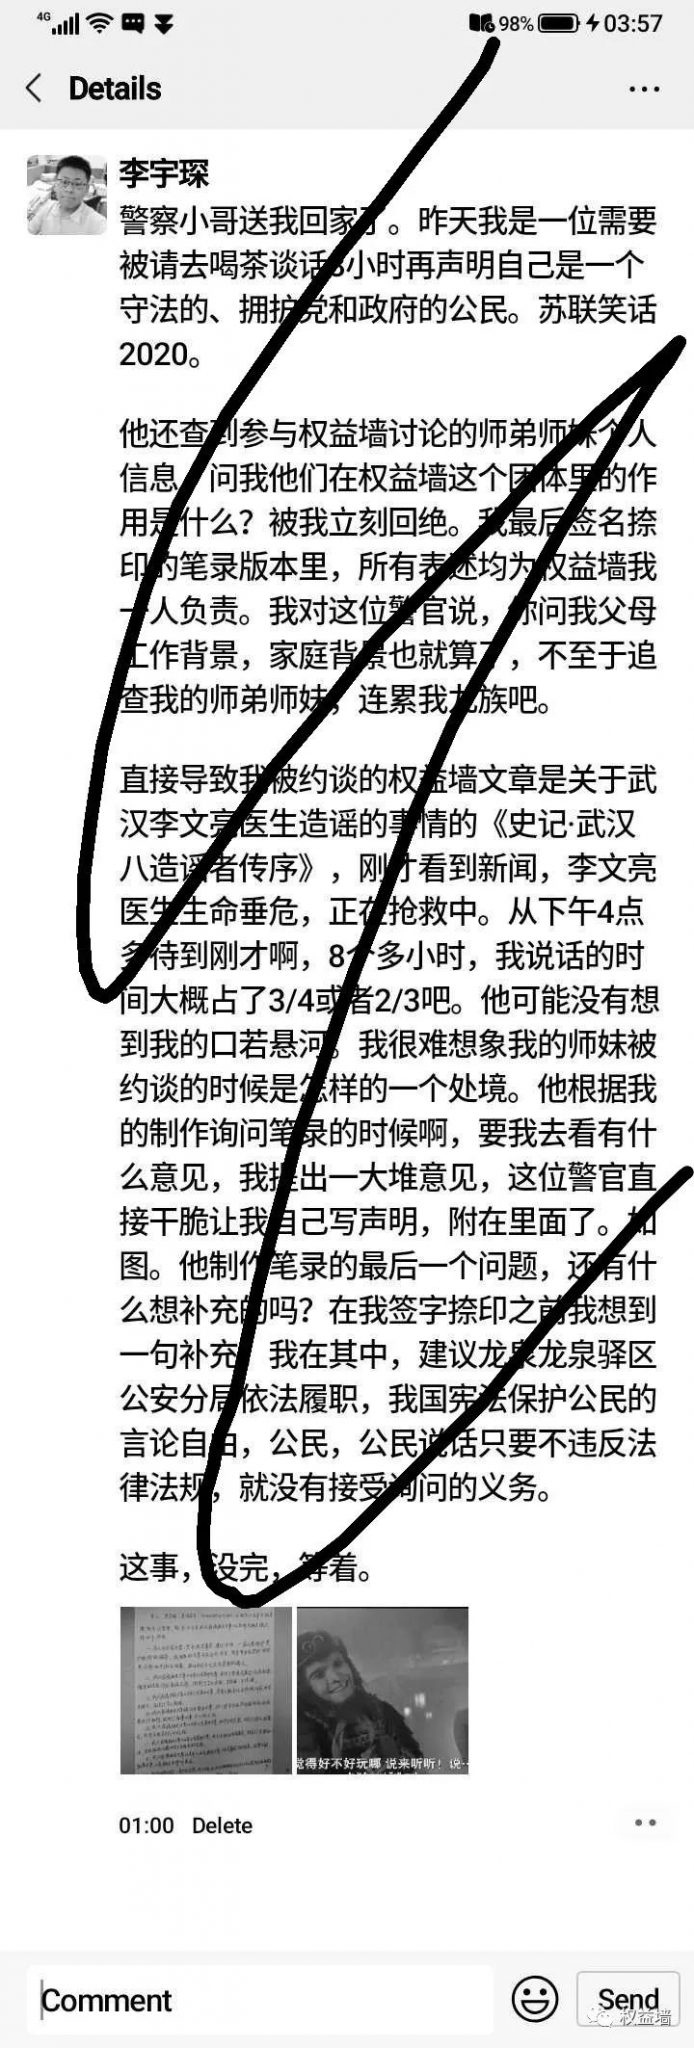 4G 98% 03:57
Details
李宇琛
警察小哥送我回家了。昨天我是一位需要
被请去喝茶谈话8小时再声明自己是一个
守法的、拥护党和政府的公民。苏联笑话
2020。
他还查到参与权益墙讨论的师弟师妹个人
信息，问我他们在权益墙这个团体里的作
用是什么？被我立刻回绝。我最后签名捺
印的笔录版本里，所有表述均为权益墙我
一人负责。我对这位警官说，你问我父母
工作背景，家庭背景也就算了，不至于追
查我的师弟师妹，连累我九族吧。
直接导致我被约谈的权益墙文章是关于武
汉李文亮医生造谣的事情的《史记·武汉
八造谣者传序》，刚才看到新闻，李文亮
医生生命垂危，正在抢救中。从下午4点
多待到刚才啊，8个多小时，我说话的时
间大概占了3/4或者2/3吧。他可能没有想
到我的口若悬河。我很难想象我的师妹被
约谈的时候是怎样的一个处境。他根据我
的制作询问笔录的时候啊，要我去看有什
么意见，我提出一大堆意见，这位警官直
接干脆让我自己写声明，附在里面了。如
图。他制作笔录的最后一个问题，还有什
么想补充的吗？在我签字捺印之前我想到
一句补充，我在其中，建议龙泉龙泉驿区
公安分局依法履职，我国宪法保护公民的
言论自由，公民，公民说话只要不违反法
律法规，就没有接受询问的义务。
这事，没完，等着。
觉得好不好玩哪 说来听听！说
01:00 Delete
Comment
Send
权益墙